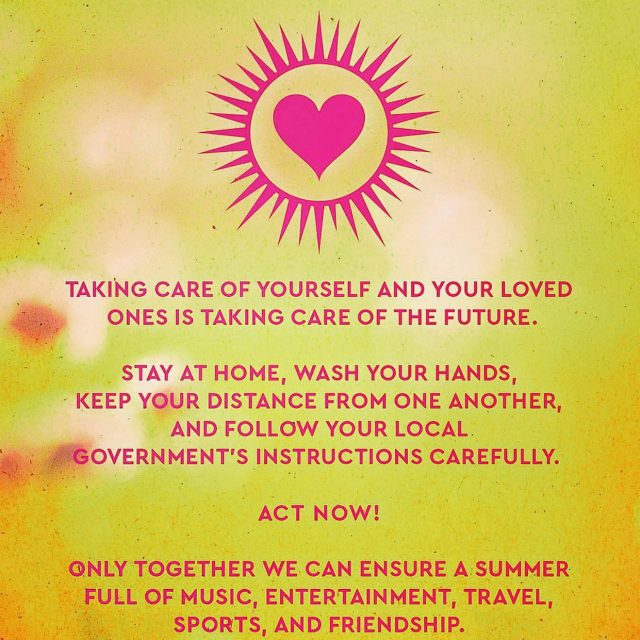 TAKING CARE OF YOURSELF AND YOUR LOVED
ONES IS TAKING CARE OF THE FUTURE.
STAY AT HOME, WASH YOUR HANDS,
KEEP YOUR DISTANCE FROM ONE ANOTHER,
AND FOLLOW YOUR LOCAL
GOVERNMENT'S INSTRUCTIONS CAREFULLY.
ACT NOW!
ONLY TOGETHER WE CAN ENSURE A SUMMER
FULL OF MUSIC, ENTERTAINMENT, TRAVEL,
SPORTS, AND FRIENDSHIP.